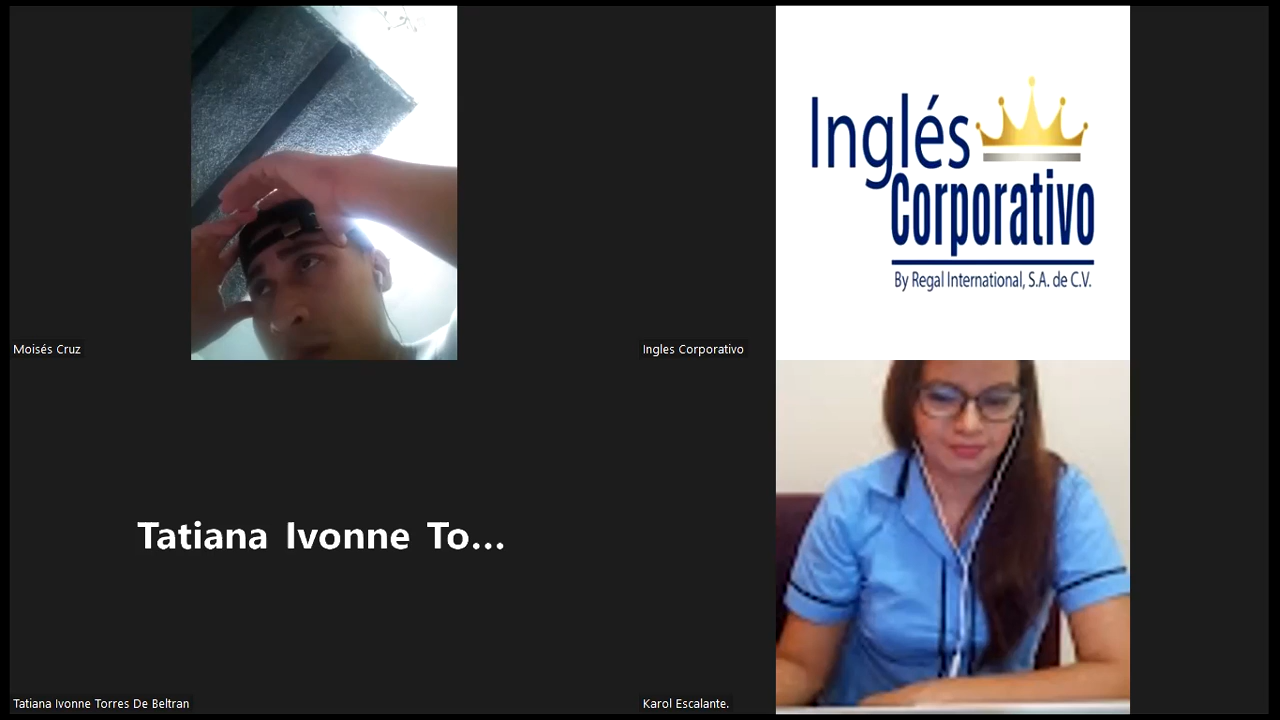 Inglés
Corporativo
By Regal International, S.A. de C.V.
Moisés Cruz
Ingles Corporativo
Tatiana Ivonne To...
Tatiana Ivonne Torres De Beltran
Karol Escalante.